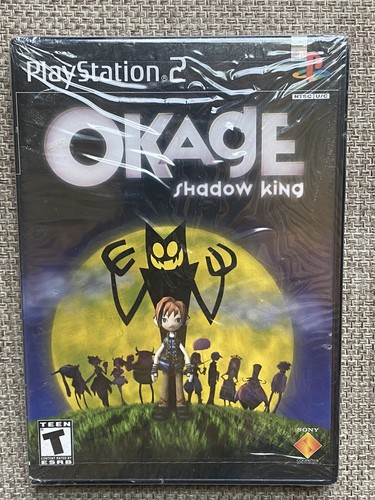 PlayStation®2
NTSC U/C
OKAGE
Shadow King
TEEN
T
CONTENT RATED BY
ESRB
SONY